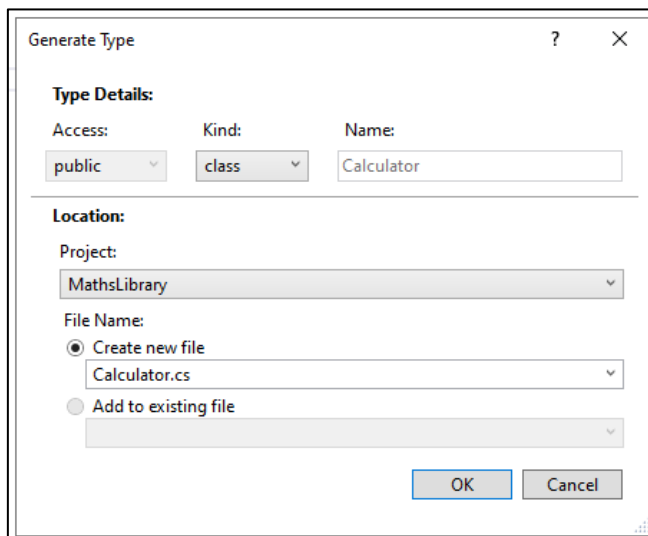 Generate Type ? X
Type Details:
Access: Kind: Name:
public class Calculator
Location:
Project:
MathsLibrary
File Name:
Create new file
Calculator.cs
Add to existing file
OK Cancel